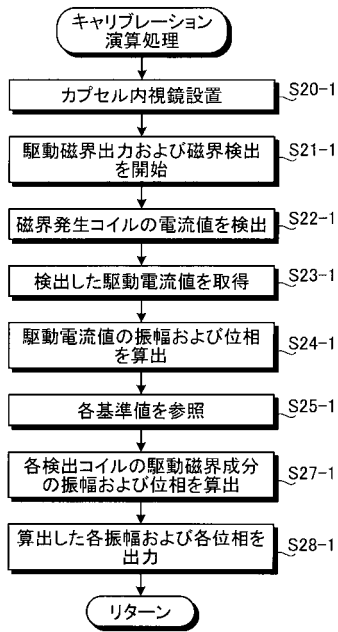 キャリブレーション
演算処理
カプセル内視鏡設置
S20-1
駆動磁界出力および磁界検出
を開始
S21-1
磁界発生コイルの電流値を検出
S22-1
検出した駆動電流値を取得
S23-1
駆動電流値の振幅および位相
を算出
S24-1
各基準値を参照
S25-1
各検出コイルの駆動磁界成分
の振幅および位相を算出
S27-1
算出した各振幅および各位相を
出力
S28-1
リターン